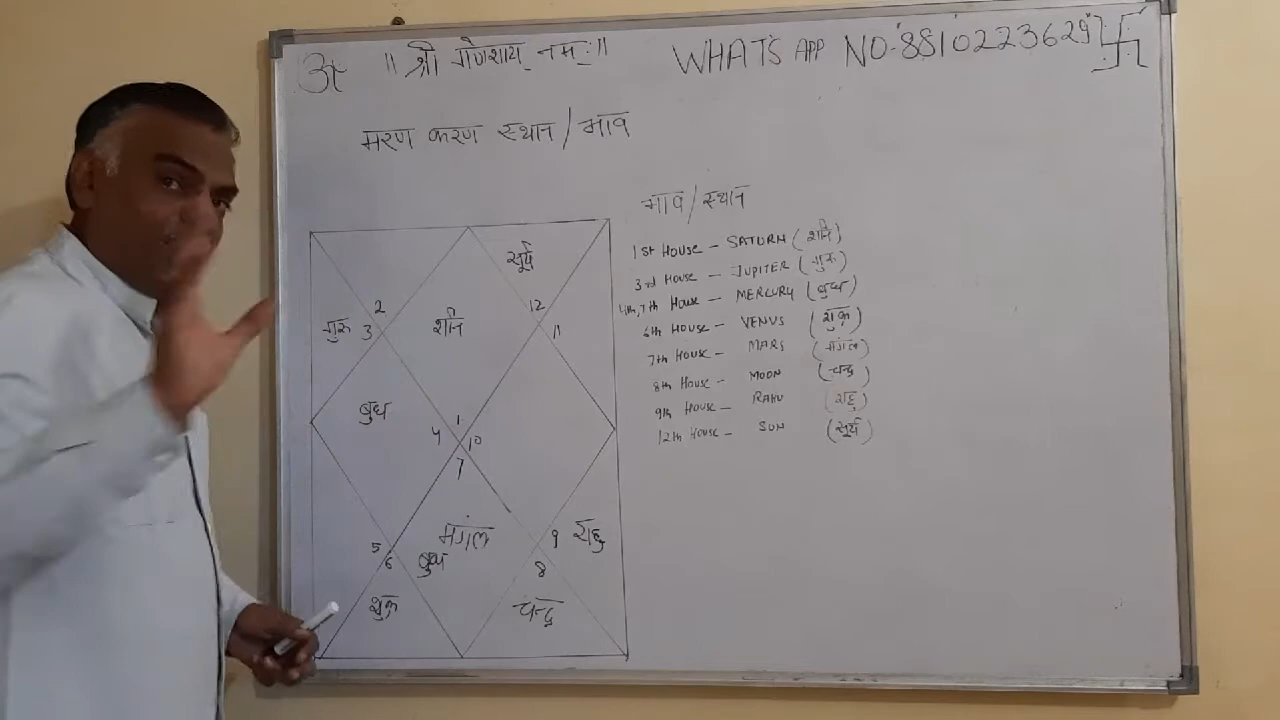 ॐ ॥ श्री गणेशाय नमः॥ WHAT'S APP NO-8810223629
मरण कारण स्थान / भाव
भाव / स्थान
1st HOUSE - SATURN (शनि)
3rd HOUSE - JUPITER (गुरु)
4th, 7th HOUSE - MERCURY (बुध)
6th HOUSE - VENUS (शुक्र)
7th HOUSE - MARS (मंगल)
8th HOUSE - MOON (चन्द्र)
9th HOUSE - RAHU (राहु)
12th HOUSE - SUN (सूर्य)
सूर्य
2 12
गुरु 3 शनि 11
बुध
1
4 10
7
5 मंगल 9 राहु
6 बुध 8
शुक्र चन्द्र